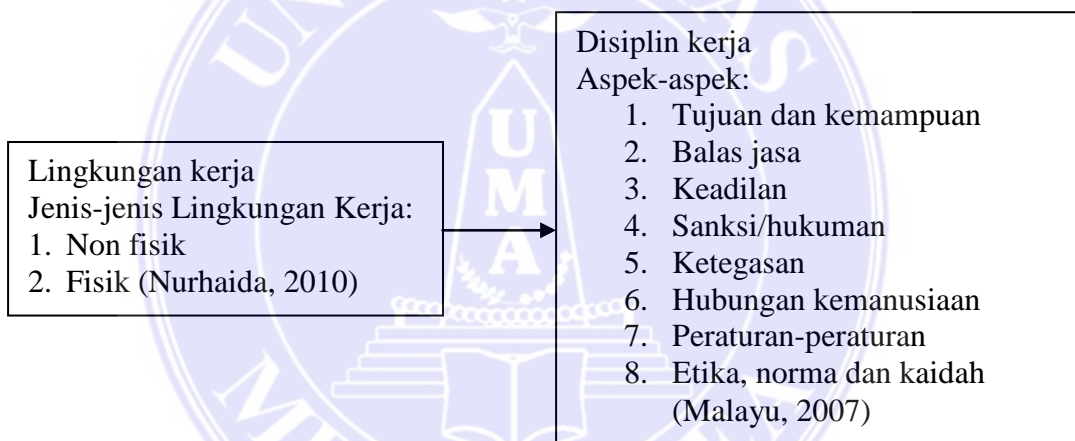 Lingkungan kerja
Jenis-jenis Lingkungan Kerja:
1. Non fisik
2. Fisik (Nurhaida, 2010)
Disiplin kerja
Aspek-aspek:
1. Tujuan dan kemampuan
2. Balas jasa
3. Keadilan
4. Sanksi/hukuman
5. Ketegasan
6. Hubungan kemanusiaan
7. Peraturan-peraturan
8. Etika, norma dan kaidah
(Malayu, 2007)
UMA